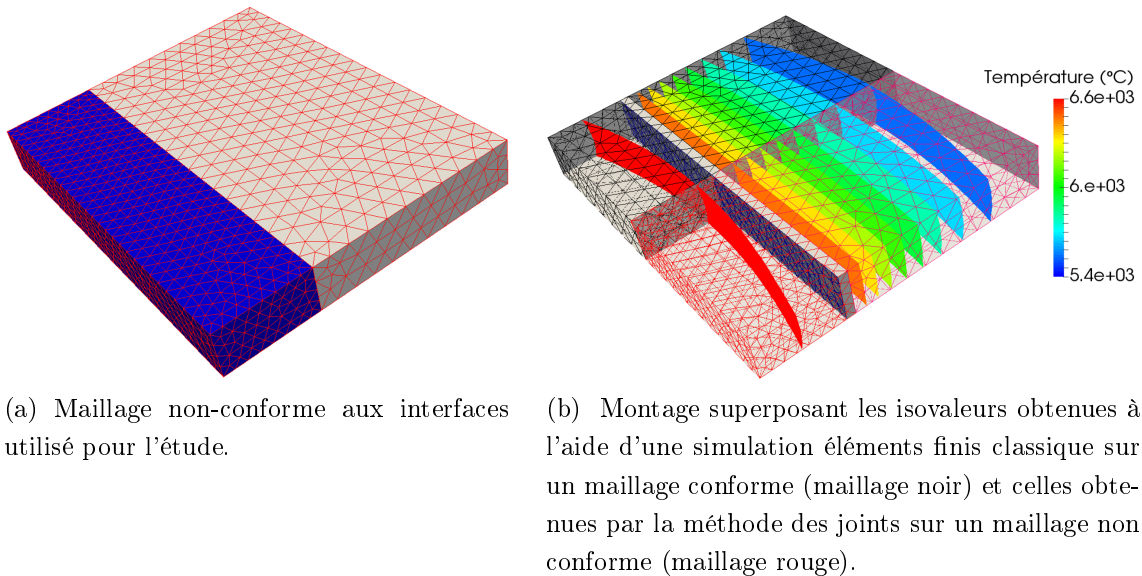 Température (°C)
6.6e+03
6.e+03
5.4e+03
(a) Maillage non-conforme aux interfaces
utilisé pour l'étude.
(b) Montage superposant les isovaleurs obtenues à
l'aide d'une simulation éléments finis classique sur
un maillage conforme (maillage noir) et celles obte-
nues par la méthode des joints sur un maillage non
conforme (maillage rouge).